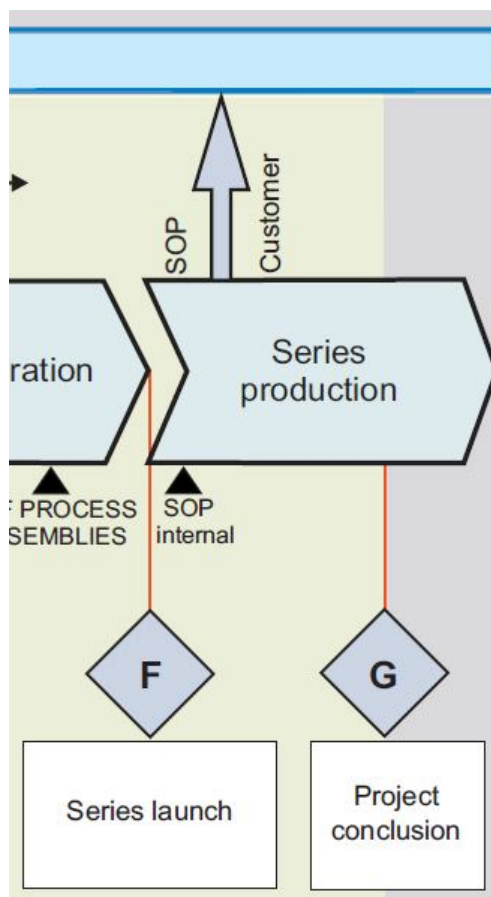 SOP
Customer
ration
Series
production
PROCESS
SEMBLIES
SOP
internal
F
G
Series launch
Project
conclusion